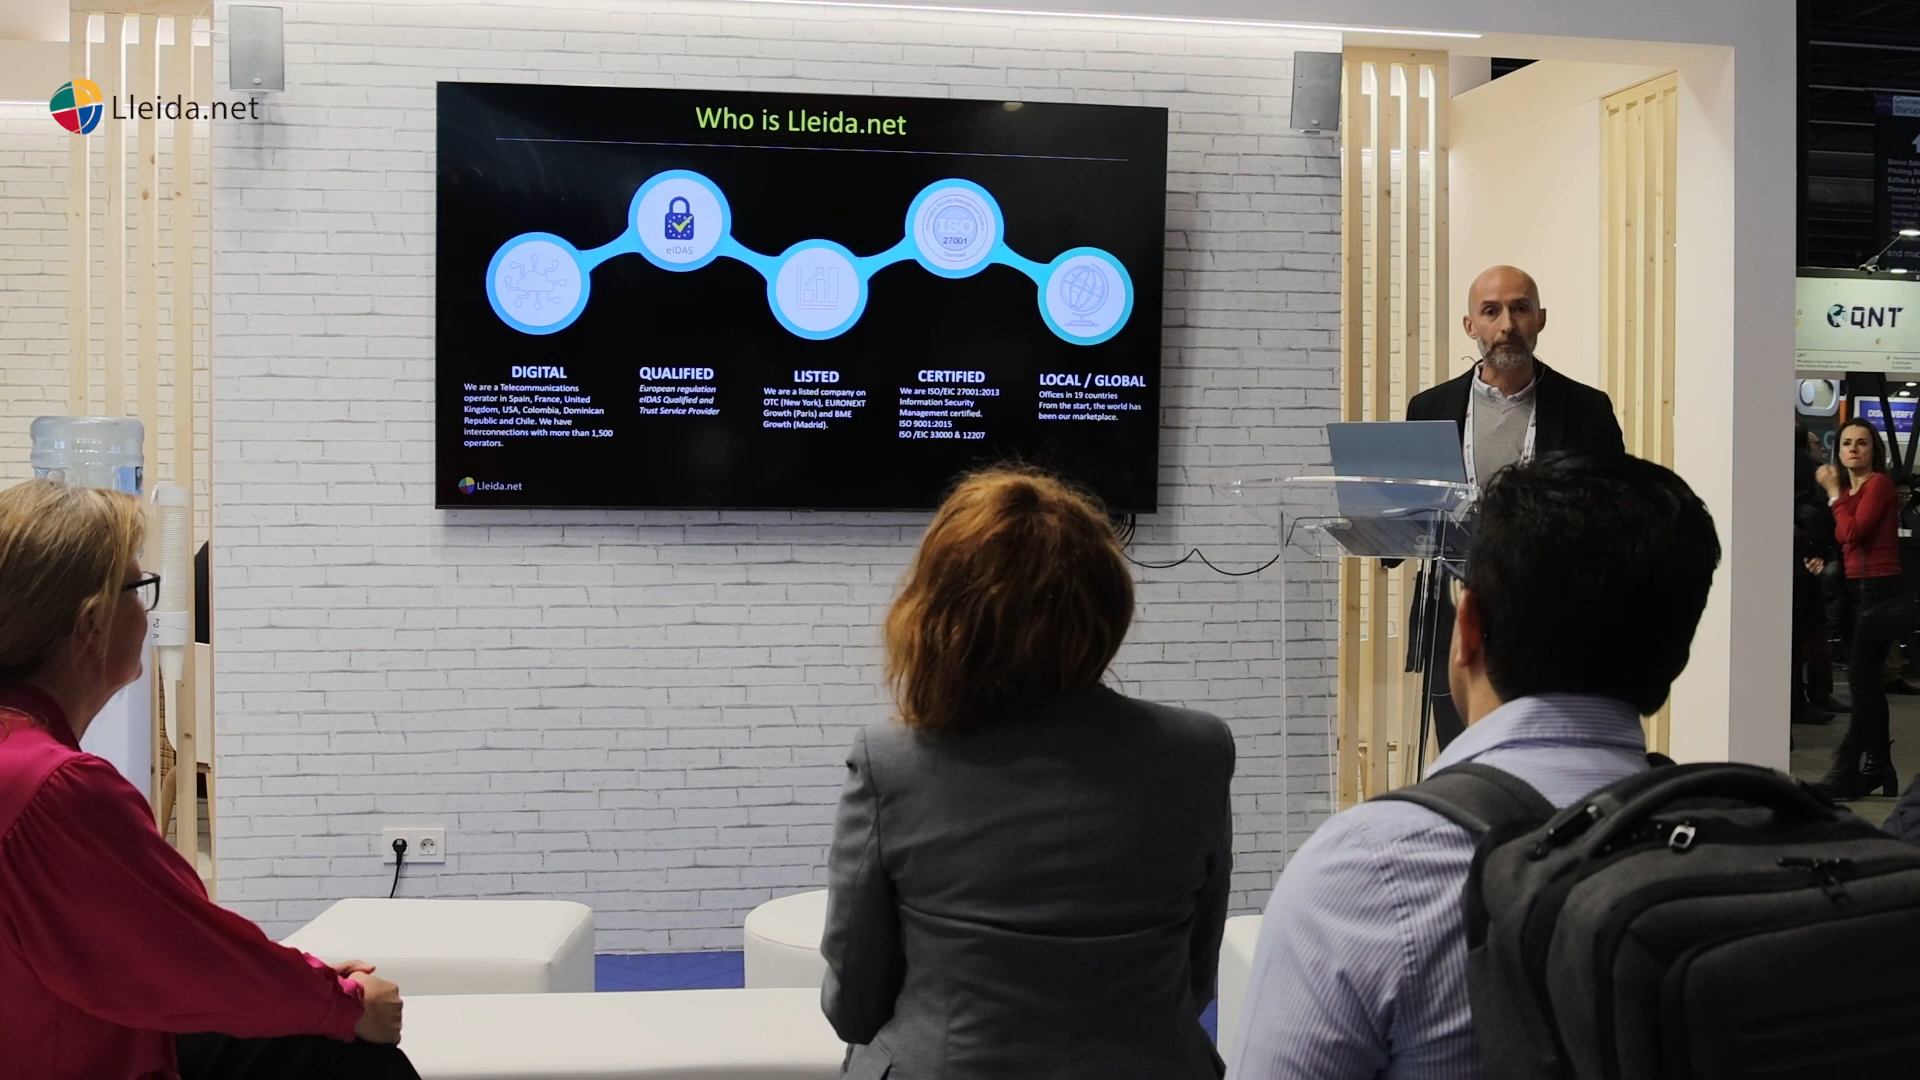 Lleida.net
Who is Lleida.net
eIDAS
ISO
27001
Certified
DIGITAL
We are a Telecommunications
operator in Spain, France, United
Kingdom, USA, Colombia, Dominican
Republic and Chile. We have
interconnections with more than 1,500
operators.
QUALIFIED
European regulation
eIDAS Qualified and
Trust Service Provider
LISTED
We are a listed company on
OTC (New York), EURONEXT
Growth (Paris) and BME
Growth (Madrid).
CERTIFIED
We are ISO/EIC 27001:2013
Information Security
Management certified.
ISO 9001:2015
ISO /EIC 33000 & 12207
LOCAL / GLOBAL
Offices in 19 countries
From the start, the world has
been our marketplace.
Lleida.net
QNT